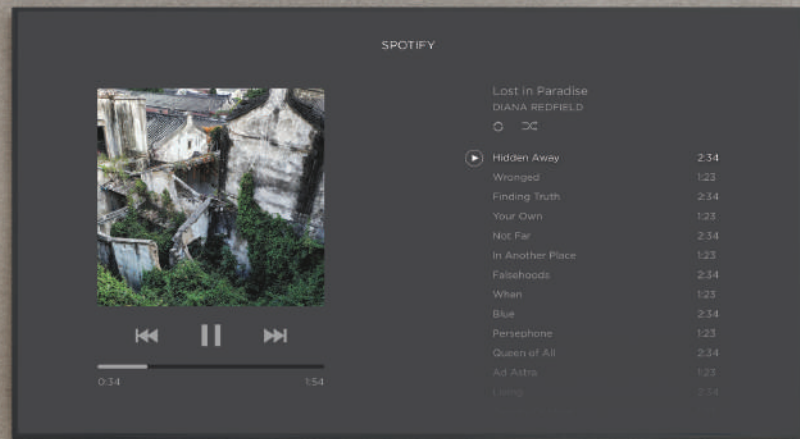 SPOTIFY
Lost in Paradise
DIANA REDFIELD
Hidden Away 2:34
Wronged 1:23
Finding Truth 2:34
Your Own 1:23
Not Far 2:34
In Another Place 1:23
Falsehoods 2:34
When 1:23
Blue 2:34
Persephone 1:23
Queen of All 2:34
Ad Astra 1:23
2:34
0:34 1:54